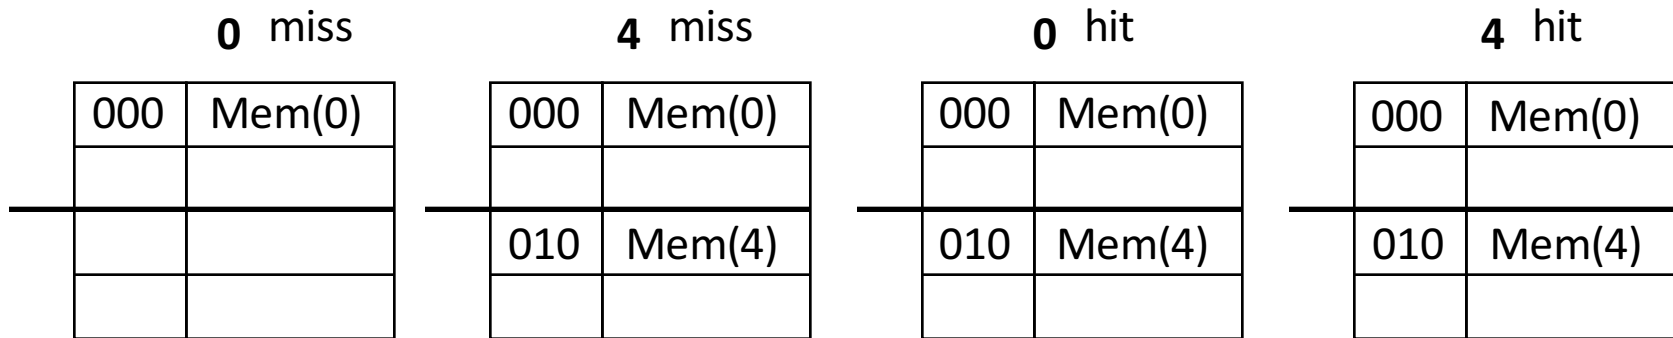 0 miss 4 miss 0 hit 4 hit
000 Mem(0) 000 Mem(0) 000 Mem(0) 000 Mem(0)
010 Mem(4) 010 Mem(4) 010 Mem(4)